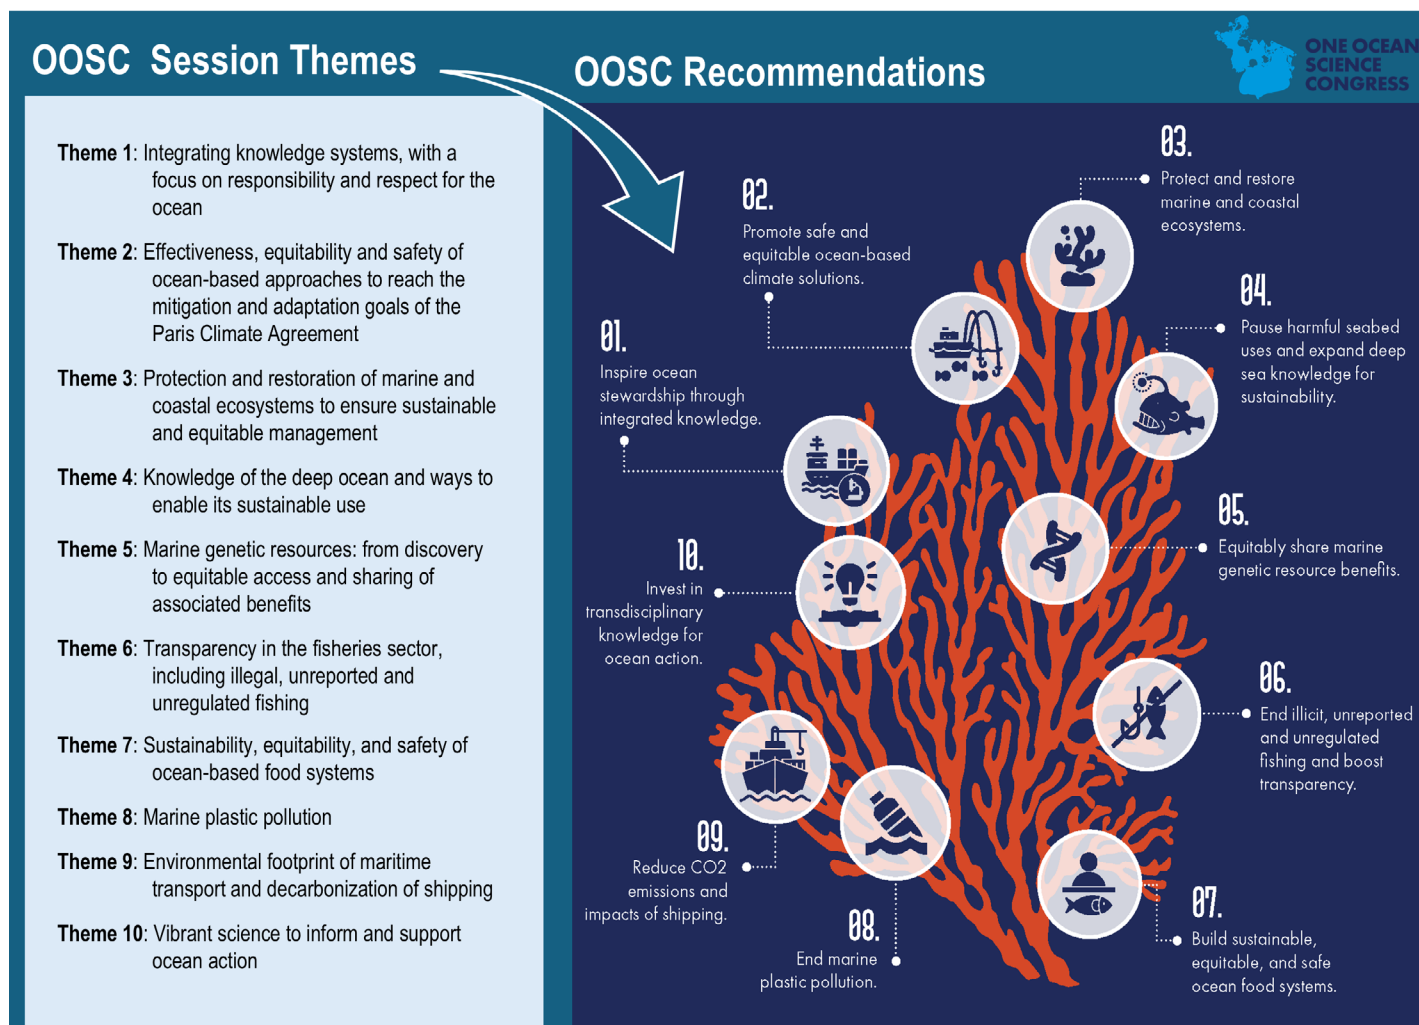 OOSC Session Themes
Theme 1: Integrating knowledge systems, with a
focus on responsibility and respect for the
ocean
Theme 2: Effectiveness, equitability and safety of
ocean-based approaches to reach the
mitigation and adaptation goals of the
Paris Climate Agreement
Theme 3: Protection and restoration of marine and
coastal ecosystems to ensure sustainable
and equitable management
Theme 4: Knowledge of the deep ocean and ways to
enable its sustainable use
Theme 5: Marine genetic resources: from discovery
to equitable access and sharing of
associated benefits
Theme 6: Transparency in the fisheries sector,
including illegal, unreported and
unregulated fishing
Theme 7: Sustainability, equitability, and safety of
ocean-based food systems
Theme 8: Marine plastic pollution
Theme 9: Environmental footprint of maritime
transport and decarbonization of shipping
Theme 10: Vibrant science to inform and support
ocean action
OOSC Recommendations
ONE OCEAN
SCIENCE
CONGRESS
01.
Inspire ocean
stewardship through
integrated knowledge.
02.
Promote safe and
equitable ocean-based
climate solutions.
03.
Protect and restore
marine and coastal
ecosystems.
04.
Pause harmful seabed
uses and expand deep
sea knowledge for
sustainability.
05.
Equitably share marine
genetic resource benefits.
06.
End illicit, unreported
and unregulated
fishing and boost
transparency.
07.
Build sustainable,
equitable, and safe
ocean food systems.
08.
End marine
plastic pollution.
09.
Reduce CO2
emissions and
impacts of shipping.
10.
Invest in
transdisciplinary
knowledge for
ocean action.